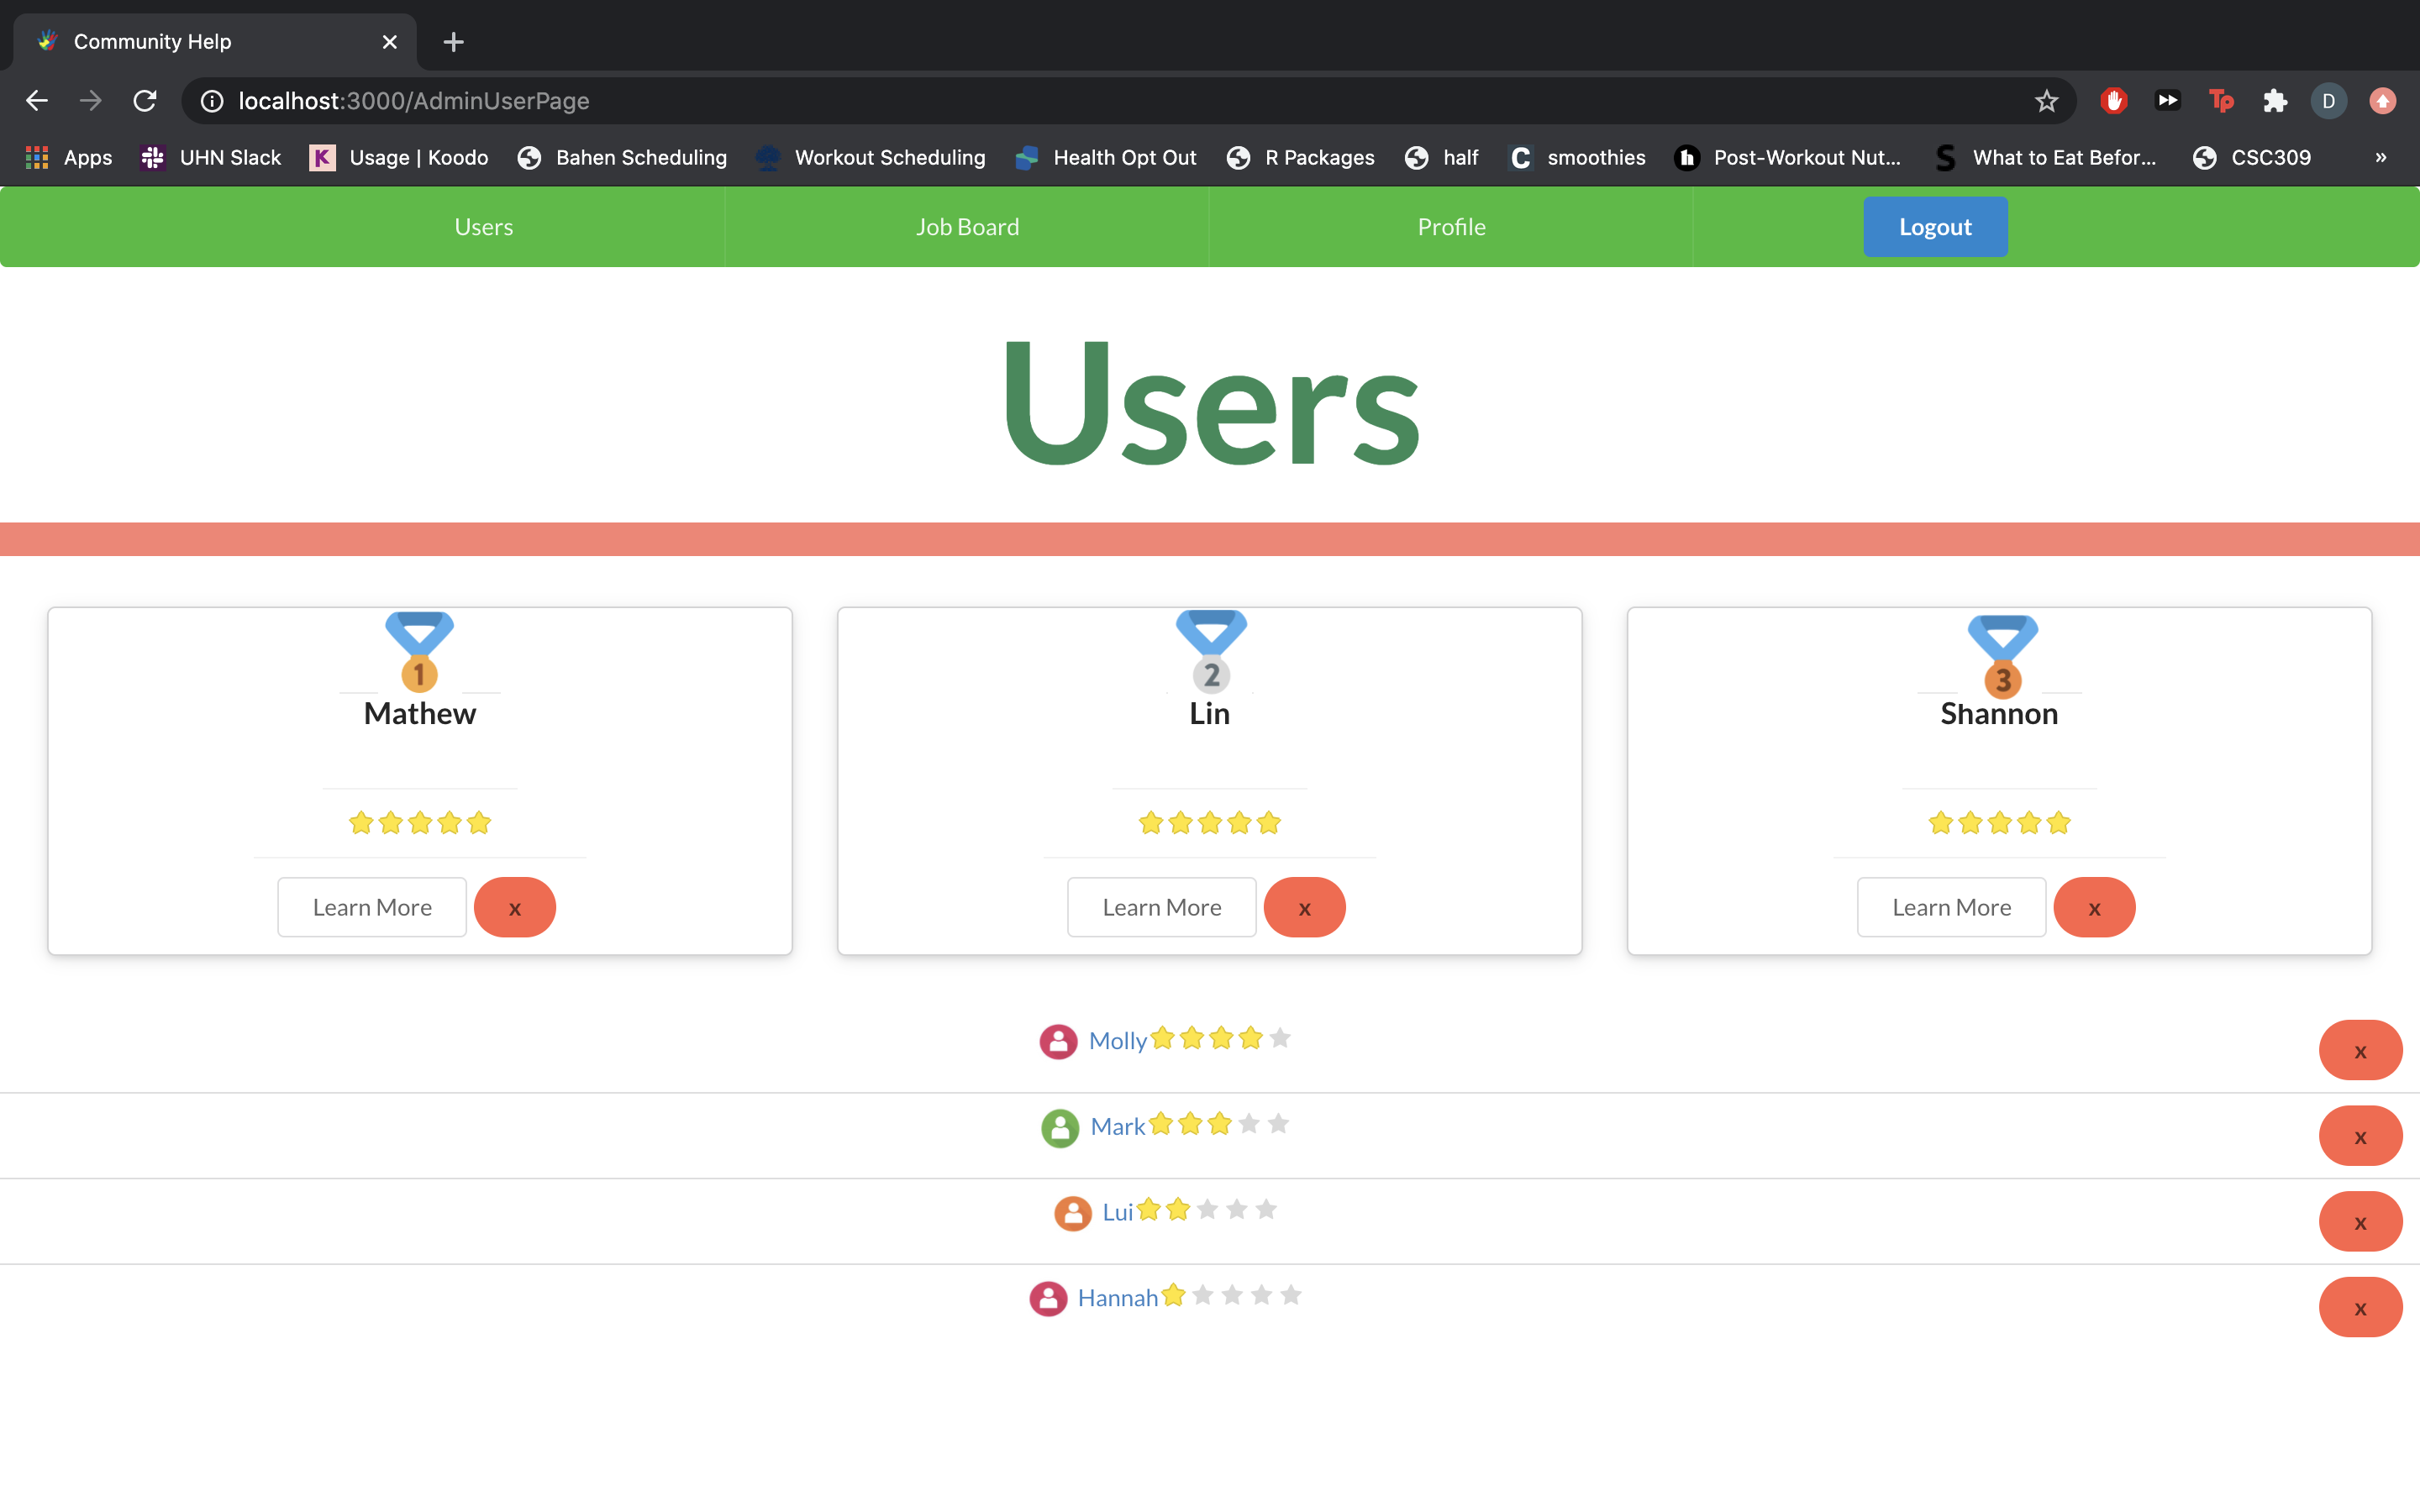 Community Help
localhost:3000/AdminUserPage
D
Apps UHN Slack K Usage | Koodo Bahen Scheduling Workout Scheduling Health Opt Out R Packages half C smoothies h Post-Workout Nut... S What to Eat Befor... CSC309 »
Users Job Board Profile Logout
Users
1 2 3
Mathew Lin Shannon
Learn More x Learn More x Learn More x
Molly x
Mark x
Lui x
Hannah x